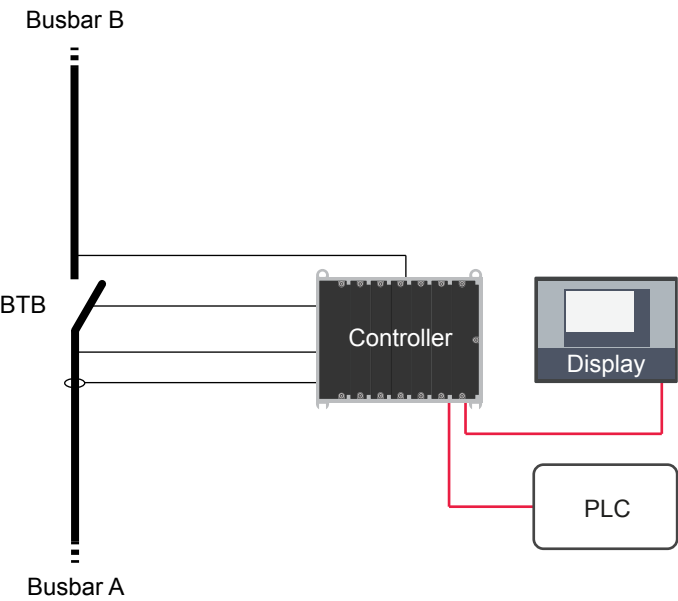 Busbar B
BTB
Controller
Display
PLC
Busbar A